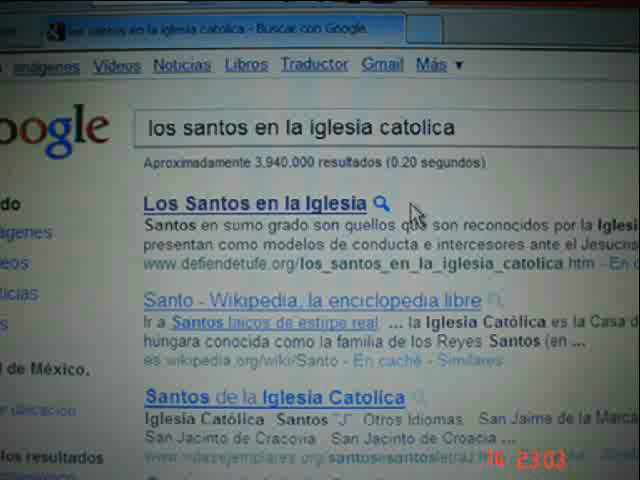 los santos en la iglesia catolica - Buscar con Google
imágenes Vídeos Noticias Libros Traductor Gmail Más ▼
oogle
los santos en la iglesia catolica
Aproximadamente 3,940,000 resultados (0.20 segundos)
do
Los Santos en la Iglesia
ágenes
Santos en sumo grado son quellos que son reconocidos por la Iglesi
presentan como modelos de conducta e intercesores ante el Jesucris
eos
www.defiendetufe.org/los_santos_en_la_iglesia_catolica.htm - En c
ticias
Santo - Wikipedia, la enciclopedia libre
s
Ir a Santos laicos de estirpe real ... la Iglesia Católica es la Casa d
húngara conocida como la familia de los Reyes Santos (en ...
es.wikipedia.org/wiki/Santo - En caché - Similares
l de México.
Santos de la Iglesia Catolica
ar ubicación
Iglesia Católica Santos "J" Otros Idiomas San Jaime de la Marca
San Jacinto de Cracovia San Jacinto de Croacia ...
los resultados
14 23:03